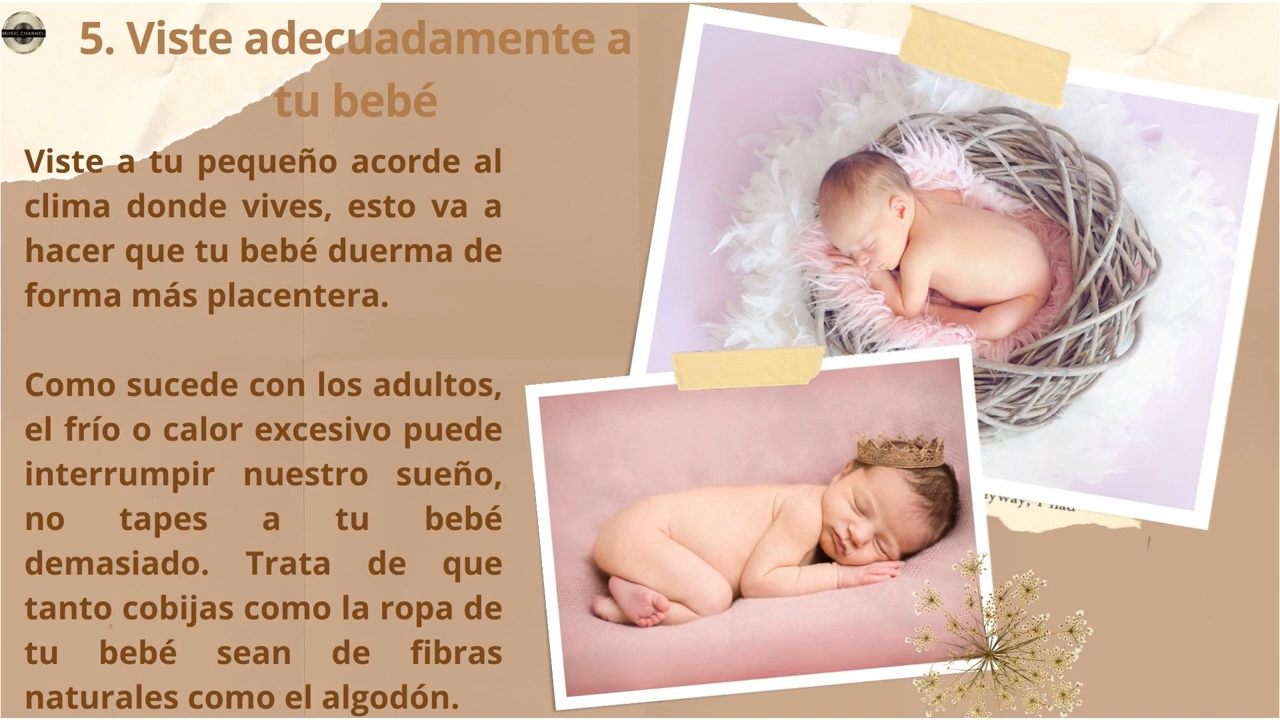 MUSIC CHANNEL
5. Viste adecuadamente a
tu bebé
Viste a tu pequeño acorde al
clima donde vives, esto va a
hacer que tu bebé duerma de
forma más placentera.
Como sucede con los adultos,
el frío o calor excesivo puede
interrumpir nuestro sueño,
no tapes a tu bebé
demasiado. Trata de que
tanto cobijas como la ropa de
tu bebé sean de fibras
naturales como el algodón.